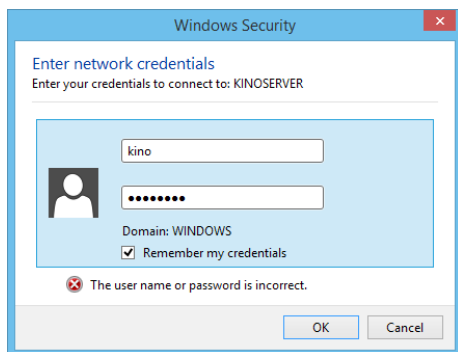 Windows Security
Enter network credentials
Enter your credentials to connect to: KINOSERVER
kino
••••••••
Domain: WINDOWS
Remember my credentials
The user name or password is incorrect.
OK Cancel